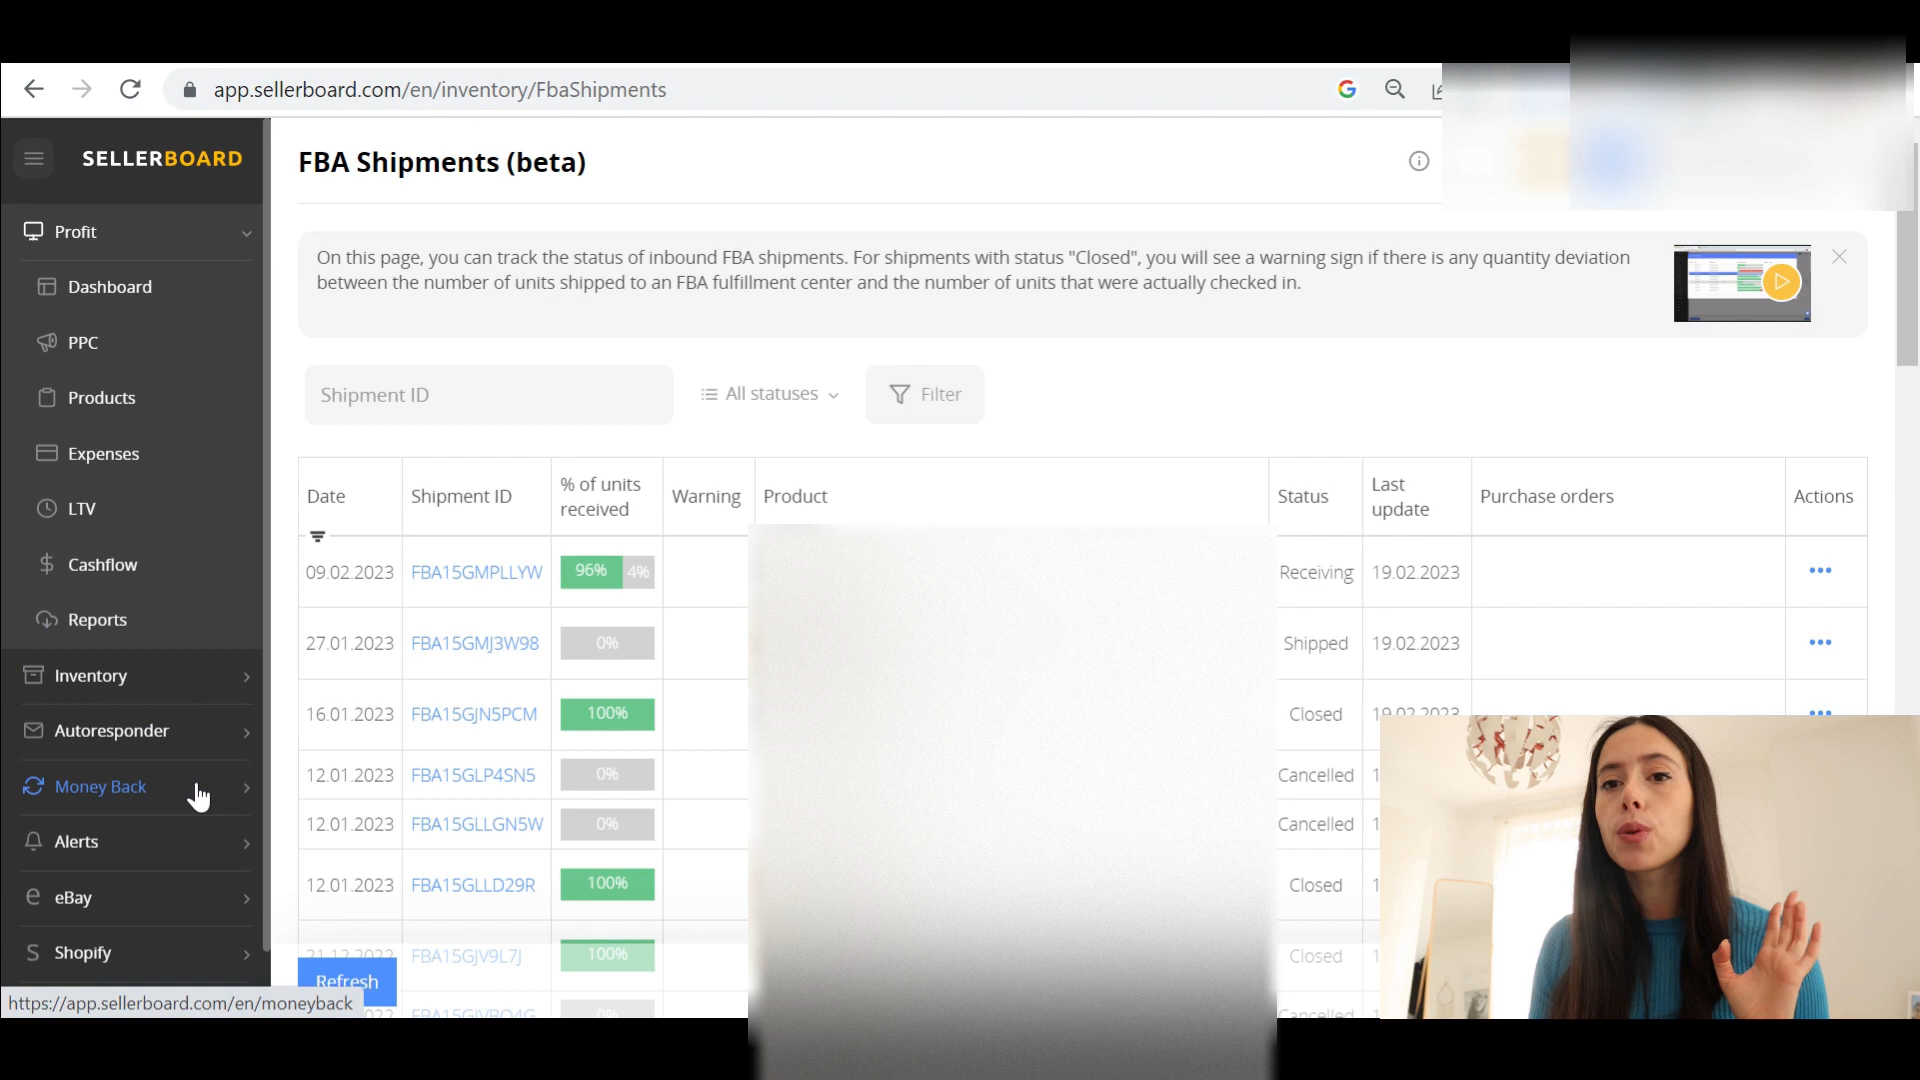 app.sellerboard.com/en/inventory/FbaShipments
SELLERBOARD
Profit
Dashboard
PPC
Products
Expenses
LTV
Cashflow
Reports
Inventory
Autoresponder
Money Back
Alerts
eBay
Shopify
https://app.sellerboard.com/en/moneyback
FBA Shipments (beta)
On this page, you can track the status of inbound FBA shipments. For shipments with status "Closed", you will see a warning sign if there is any quantity deviation
between the number of units shipped to an FBA fulfillment center and the number of units that were actually checked in.
Shipment ID
All statuses
Filter
Date Shipment ID % of units received Warning Product Status Last update Purchase orders Actions
09.02.2023 FBA15GMPLLYW 96% 4% Receiving 19.02.2023
27.01.2023 FBA15GMJ3W98 0% Shipped 19.02.2023
16.01.2023 FBA15GJN5PCM 100% Closed 19.02.2023
12.01.2023 FBA15GLP4SN5 0% Cancelled 1
12.01.2023 FBA15GLLGN5W 0% Cancelled 1
12.01.2023 FBA15GLLD29R 100% Closed 1
21.12.2022 FBA15GJV9L7J 100% Closed
Refresh
0% Cancelled